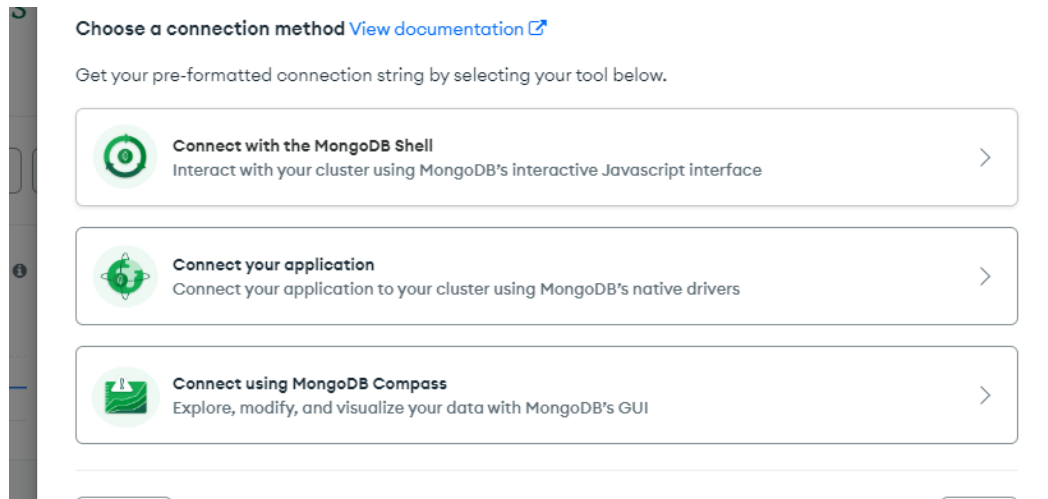 Choose a connection method View documentation
Get your pre-formatted connection string by selecting your tool below.
Connect with the MongoDB Shell
Interact with your cluster using MongoDB's interactive Javascript interface
Connect your application
Connect your application to your cluster using MongoDB's native drivers
Connect using MongoDB Compass
Explore, modify, and visualize your data with MongoDB's GUI